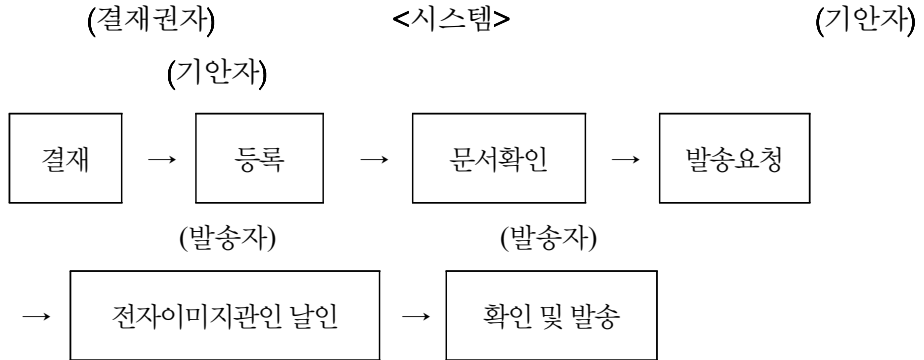 (결재권자) <시스템> (기안자)
(기안자)
결재 → 등록 → 문서확인 → 발송요청
(발송자) (발송자)
→ 전자이미지관인 날인 → 확인 및 발송